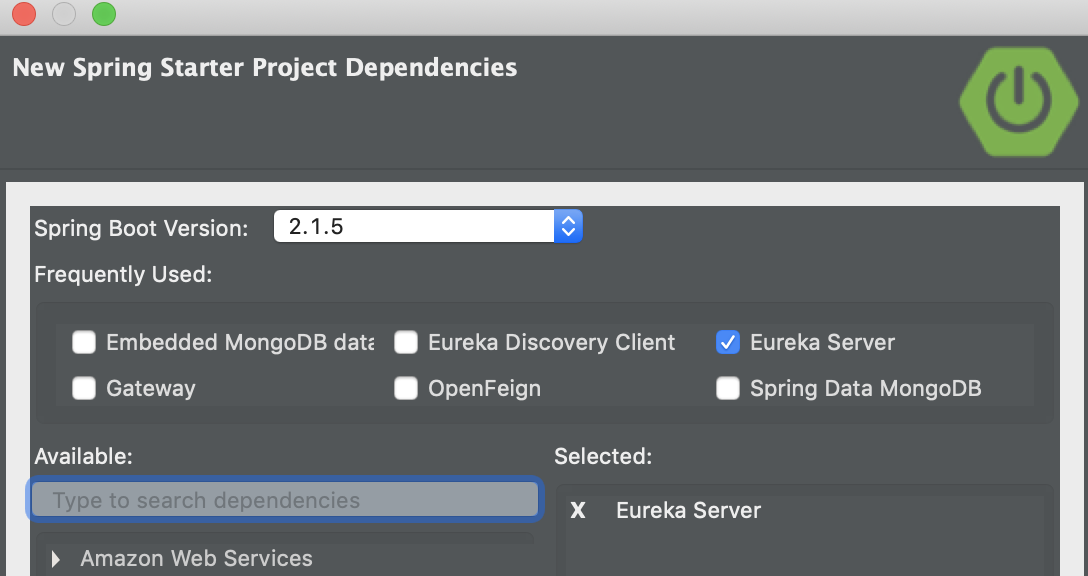 New Spring Starter Project Dependencies
Spring Boot Version: 2.1.5
Frequently Used:
Embedded MongoDB data Eureka Discovery Client Eureka Server
Gateway OpenFeign Spring Data MongoDB
Available: Selected:
Type to search dependencies
X Eureka Server
Amazon Web Services